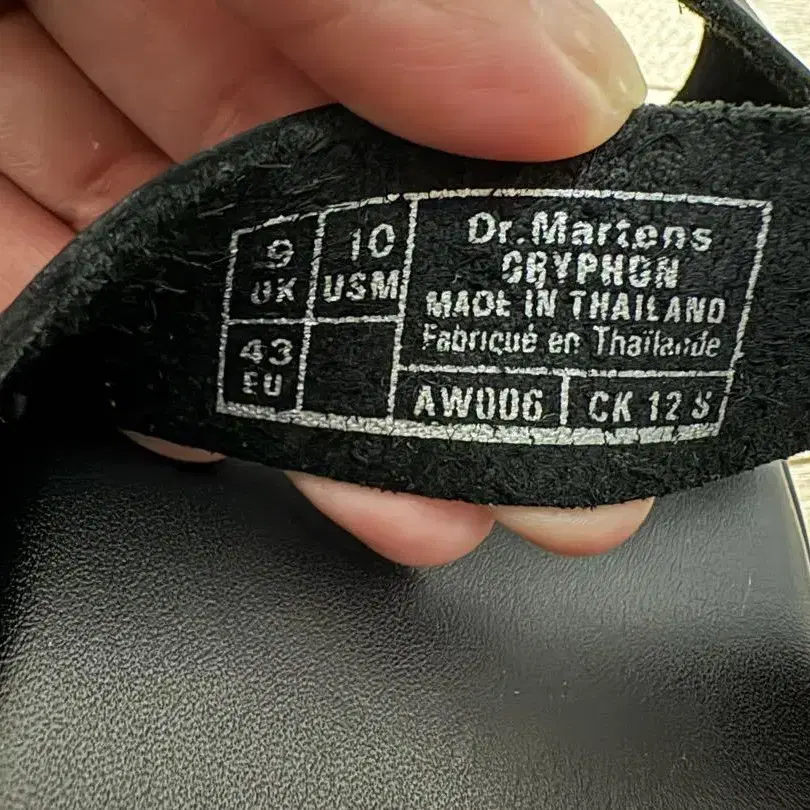 9
UK
10
USM
43
EU
Dr.Martens
GRYPHON
MADE IN THAILAND
Fabriqué en Thaïlande
AW006
CK 12 S